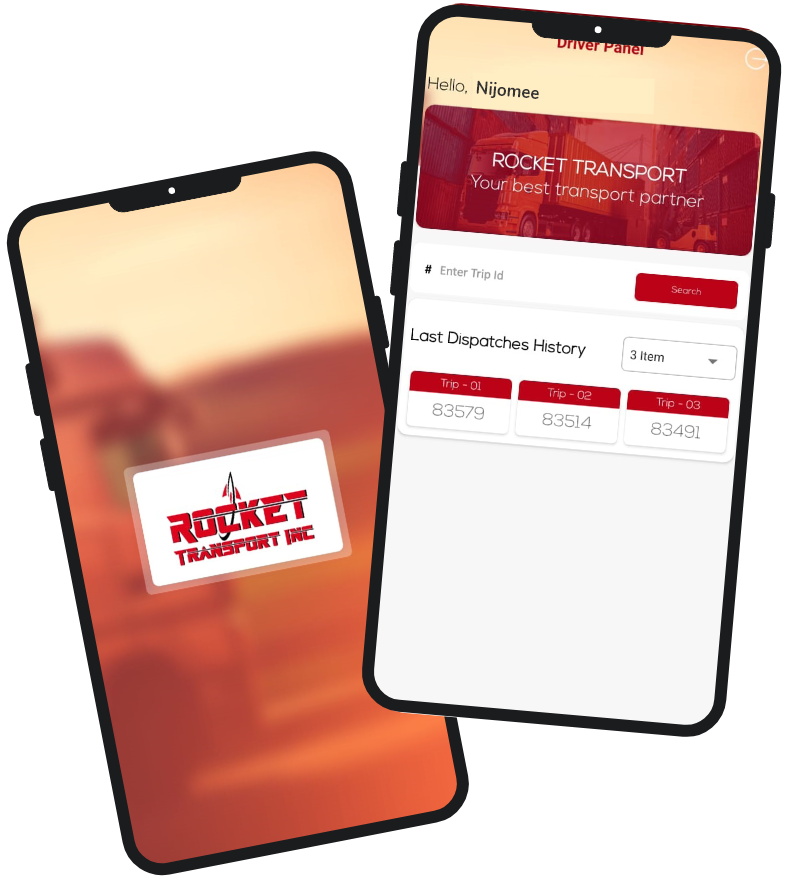 ROCKET
TRANSPORT INC
Driver Panel
Hello, Nijomee
ROCKET TRANSPORT
Your best transport partner
# Enter Trip Id
Search
Last Dispatches History
3 Item
Trip - 01
83579
Trip - 02
83514
Trip - 03
83491